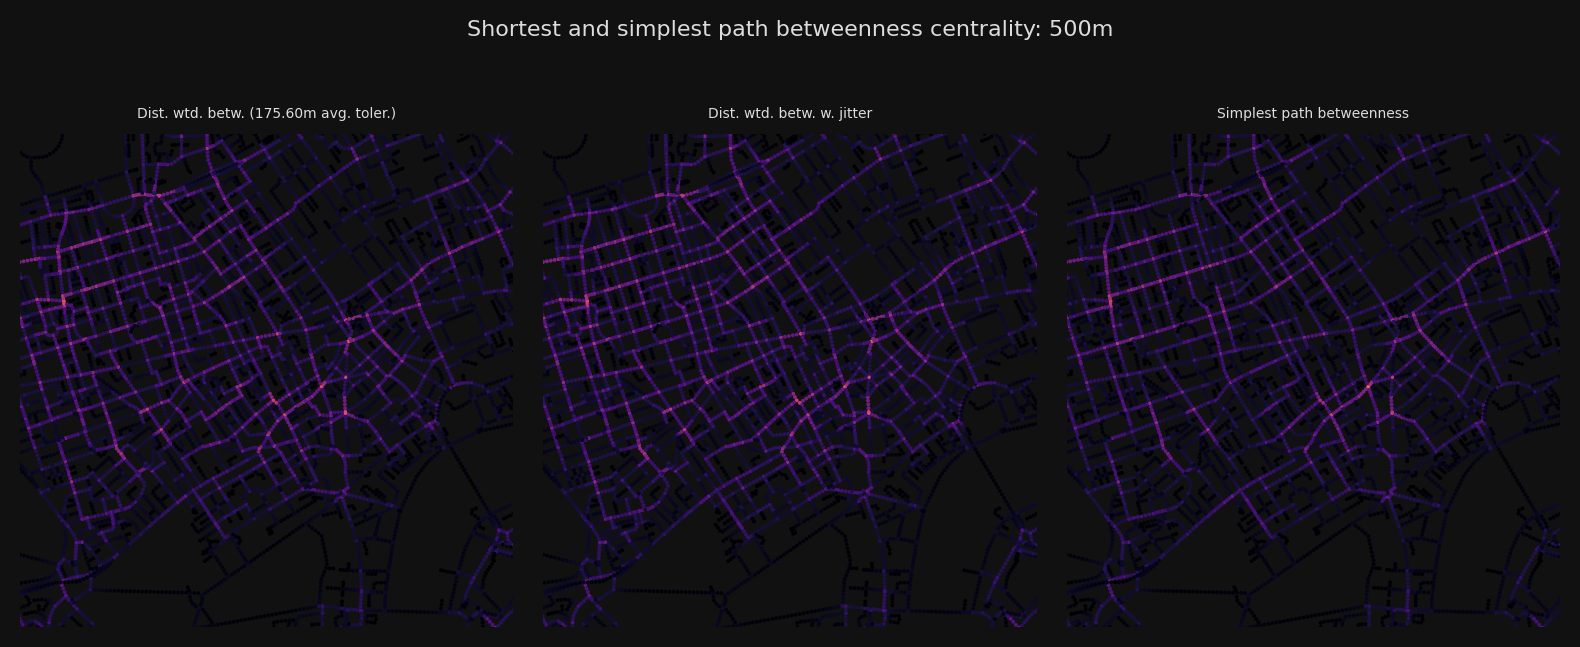 Shortest and simplest path betweenness centrality: 500m
Dist. wtd. betw. (175.60m avg. toler.)
Dist. wtd. betw. w. jitter
Simplest path betweenness